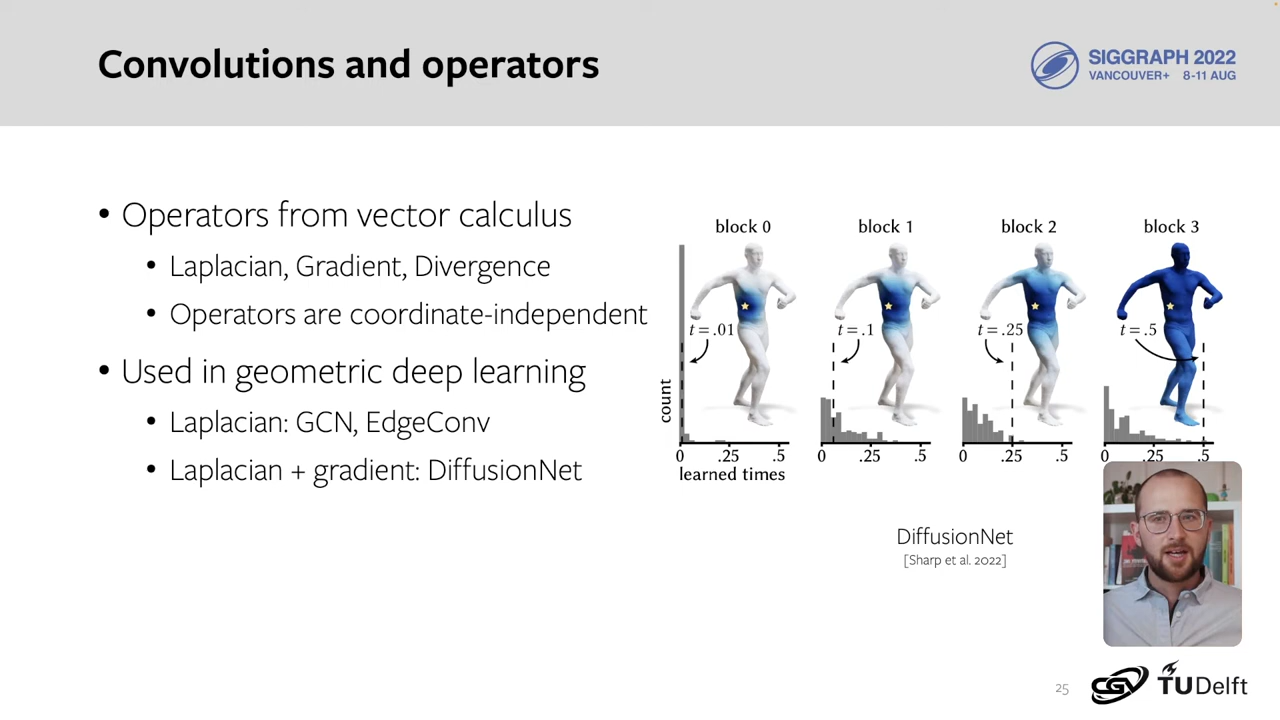 Convolutions and operators
SIGGRAPH 2022
VANCOUVER+ 8-11 AUG
• Operators from vector calculus
• Laplacian, Gradient, Divergence
• Operators are coordinate-independent
• Used in geometric deep learning
• Laplacian: GCN, EdgeConv
• Laplacian + gradient: DiffusionNet
block 0 block 1 block 2 block 3
t=.01 t=.1 t=.25 t=.5
count
0 .25 .5 0 .25 .5 0 .25 .5 0 .25 .5
learned times
DiffusionNet
[Sharp et al. 2022]
25
CGV TUDelft